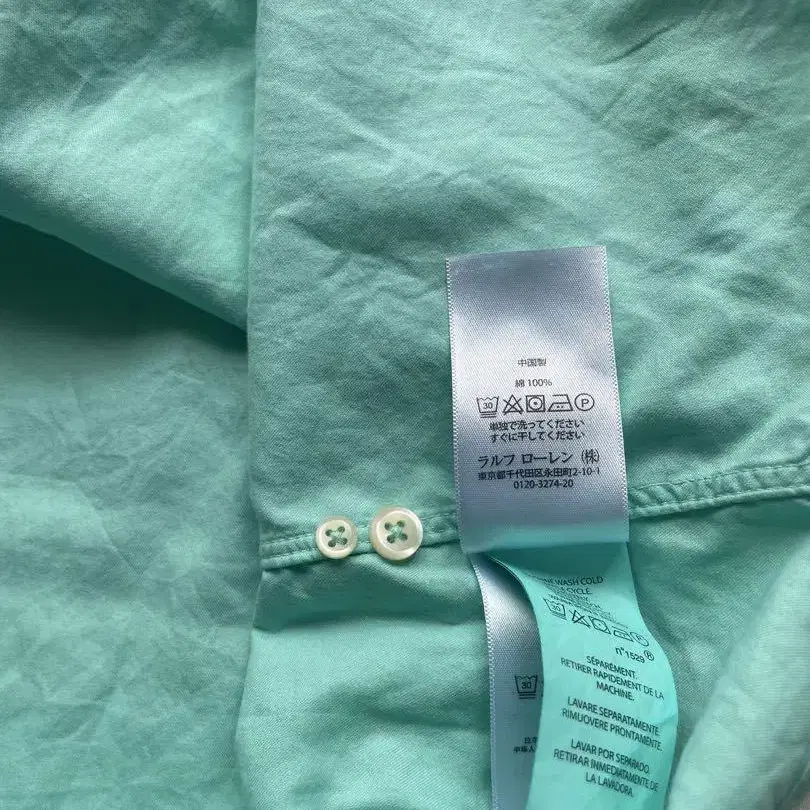 中国製
綿 100%
30
P
単独で洗ってください
すぐに干してください
ラルフ ローレン (株)
東京都千代田区永田町2-10-1
0120-3274-20
WASH COLD
CYCLE
30
n°1529®
SÉPARÉMENT.
RETIRER RAPIDEMENT DE LA
MACHINE.
LAVARE SEPARATAMENTE.
RIMUOVERE PRONTAMENTE.
LAVAR POR SEPARADO.
RETIRAR INMEDIATAMENTE DE
LA LAVADORA.
30